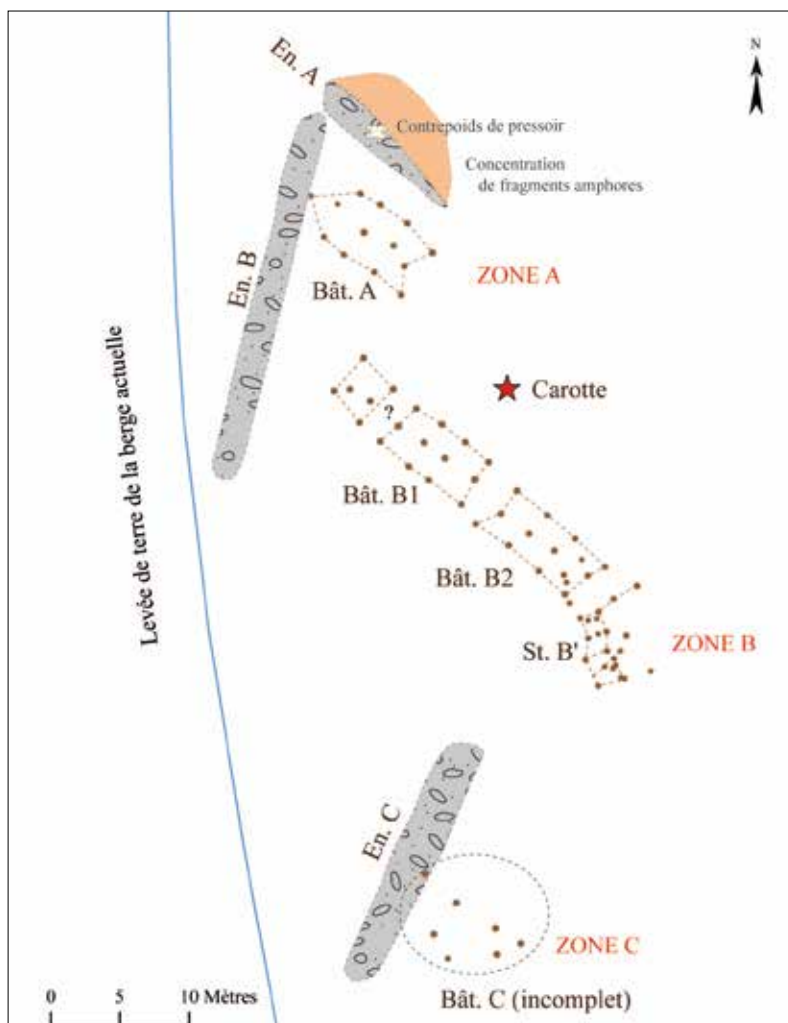 N
En. A
Contrepoids de pressoir
Concentration
de fragments amphores
En. B
Bât. A
ZONE A
Levée de terre de la berge actuelle
Carotte
?
Bât. B1
Bât. B2
St. B'
ZONE B
En. C
ZONE C
Bât. C (incomplet)
0 5 10 Mètres